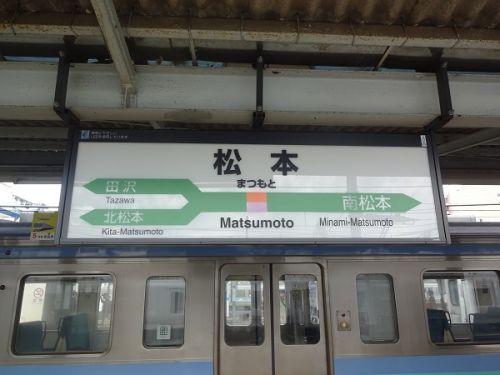 松本
まつもと
田沢
Tazawa
北松本
Kita-Matsumoto
南松本
Minami-Matsumoto
Matsumoto